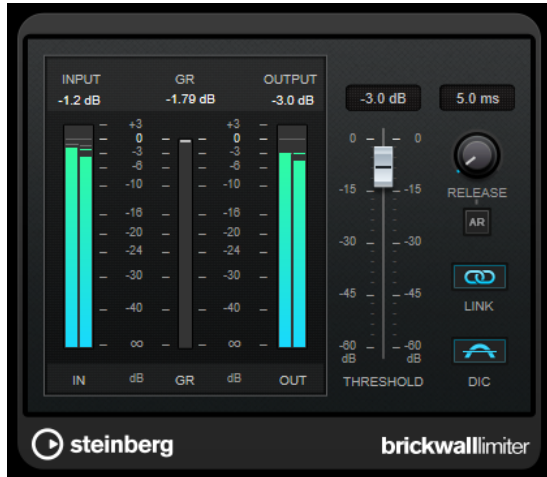 INPUT GR OUTPUT
-1.2 dB -1.79 dB -3.0 dB
-3.0 dB 5.0 ms
+3 +3
0 0
-3 -3
-6 -6
-10 -10
-16 -16
-20 -20
-24 -24
-30 -30
-40 -40
∞ ∞
IN dB GR dB OUT
0 0
-15 -15
-30 -30
-45 -45
-60 -60
dB dB
THRESHOLD
RELEASE
AR
LINK
DIC
steinberg
brickwalllimiter